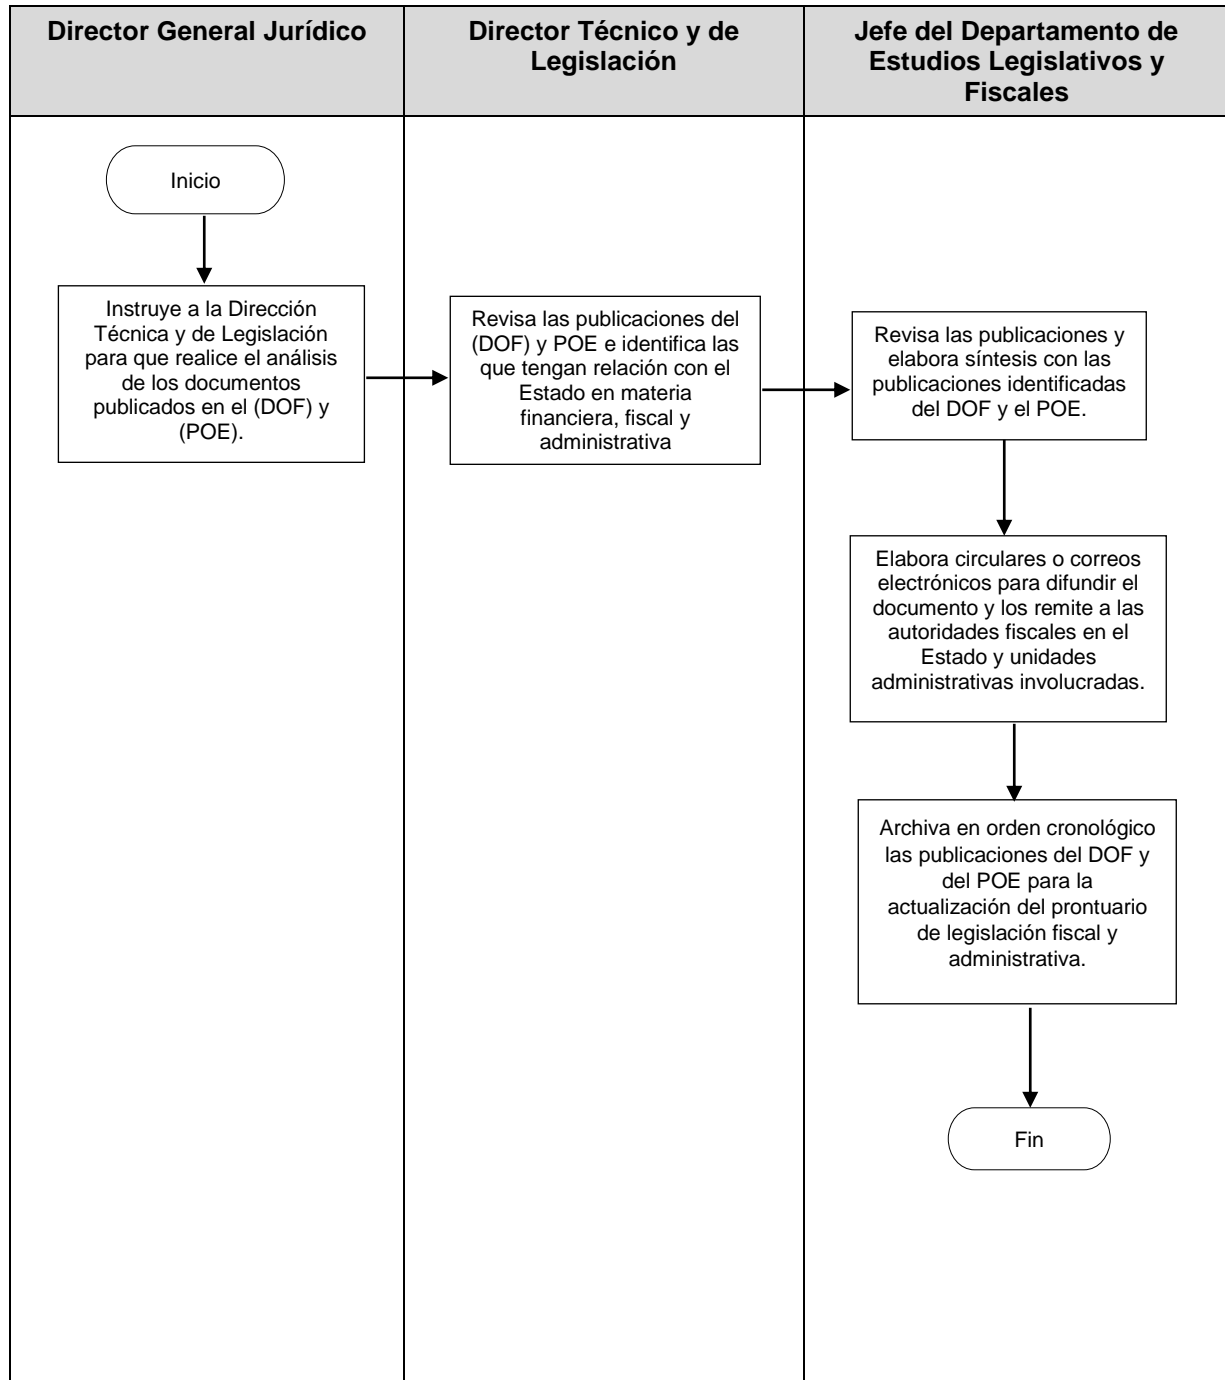 Director General Jurídico
Director Técnico y de
Legislación
Jefe del Departamento de
Estudios Legislativos y
Fiscales
Inicio
Instruye a la Dirección
Técnica y de Legislación
para que realice el análisis
de los documentos
publicados en el (DOF) y
(POE).
Revisa las publicaciones del
(DOF) y POE e identifica las
que tengan relación con el
Estado en materia
financiera, fiscal y
administrativa
Revisa las publicaciones y
elabora síntesis con las
publicaciones identificadas
del DOF y el POE.
Elabora circulares o correos
electrónicos para difundir el
documento y los remite a las
autoridades fiscales en el
Estado y unidades
administrativas involucradas.
Archiva en orden cronológico
las publicaciones del DOF y
del POE para la
actualización del prontuario
de legislación fiscal y
administrativa.
Fin